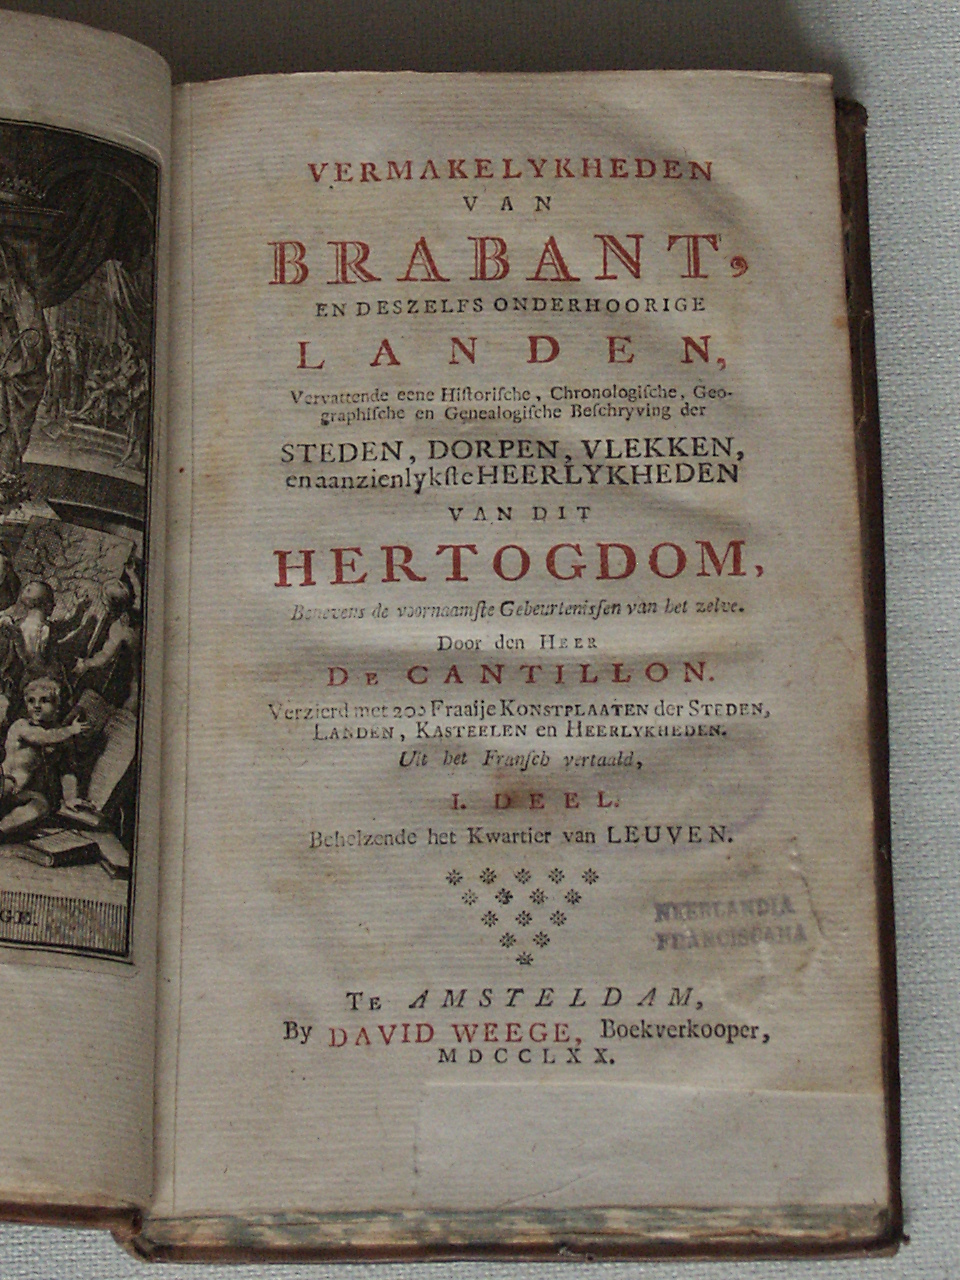 VERMAKELYKHEDEN
VAN
BRABANT,
EN DESZELFS ONDERHOORIGE
LANDEN,
Vervattende eene Hiſtoriſche, Chronologiſche, Geo-
graphiſche en Genealogiſche Beſchryving der
STEDEN, DORPEN, VLEKKEN,
en aanzienlykſte HEERLYKHEDEN
VAN DIT
HERTOGDOM,
Benevens de voornaamſte Gebeurtenisſen van het zelve.
Door den HEER
DE CANTILLON.
Verzierd met 200 Fraaije KONSTPLAATEN der STEDEN,
LANDEN, KASTEELEN en HEERLYKHEDEN.
Uit het Franſch vertaald,
I. DEEL.
Behelzende het Kwartier van LEUVEN.
NEERLANDIA
FRANCISCANA
TE AMSTELDAM,
By DAVID WEEGE, Boekverkooper,
MDCCLXX.
GE.